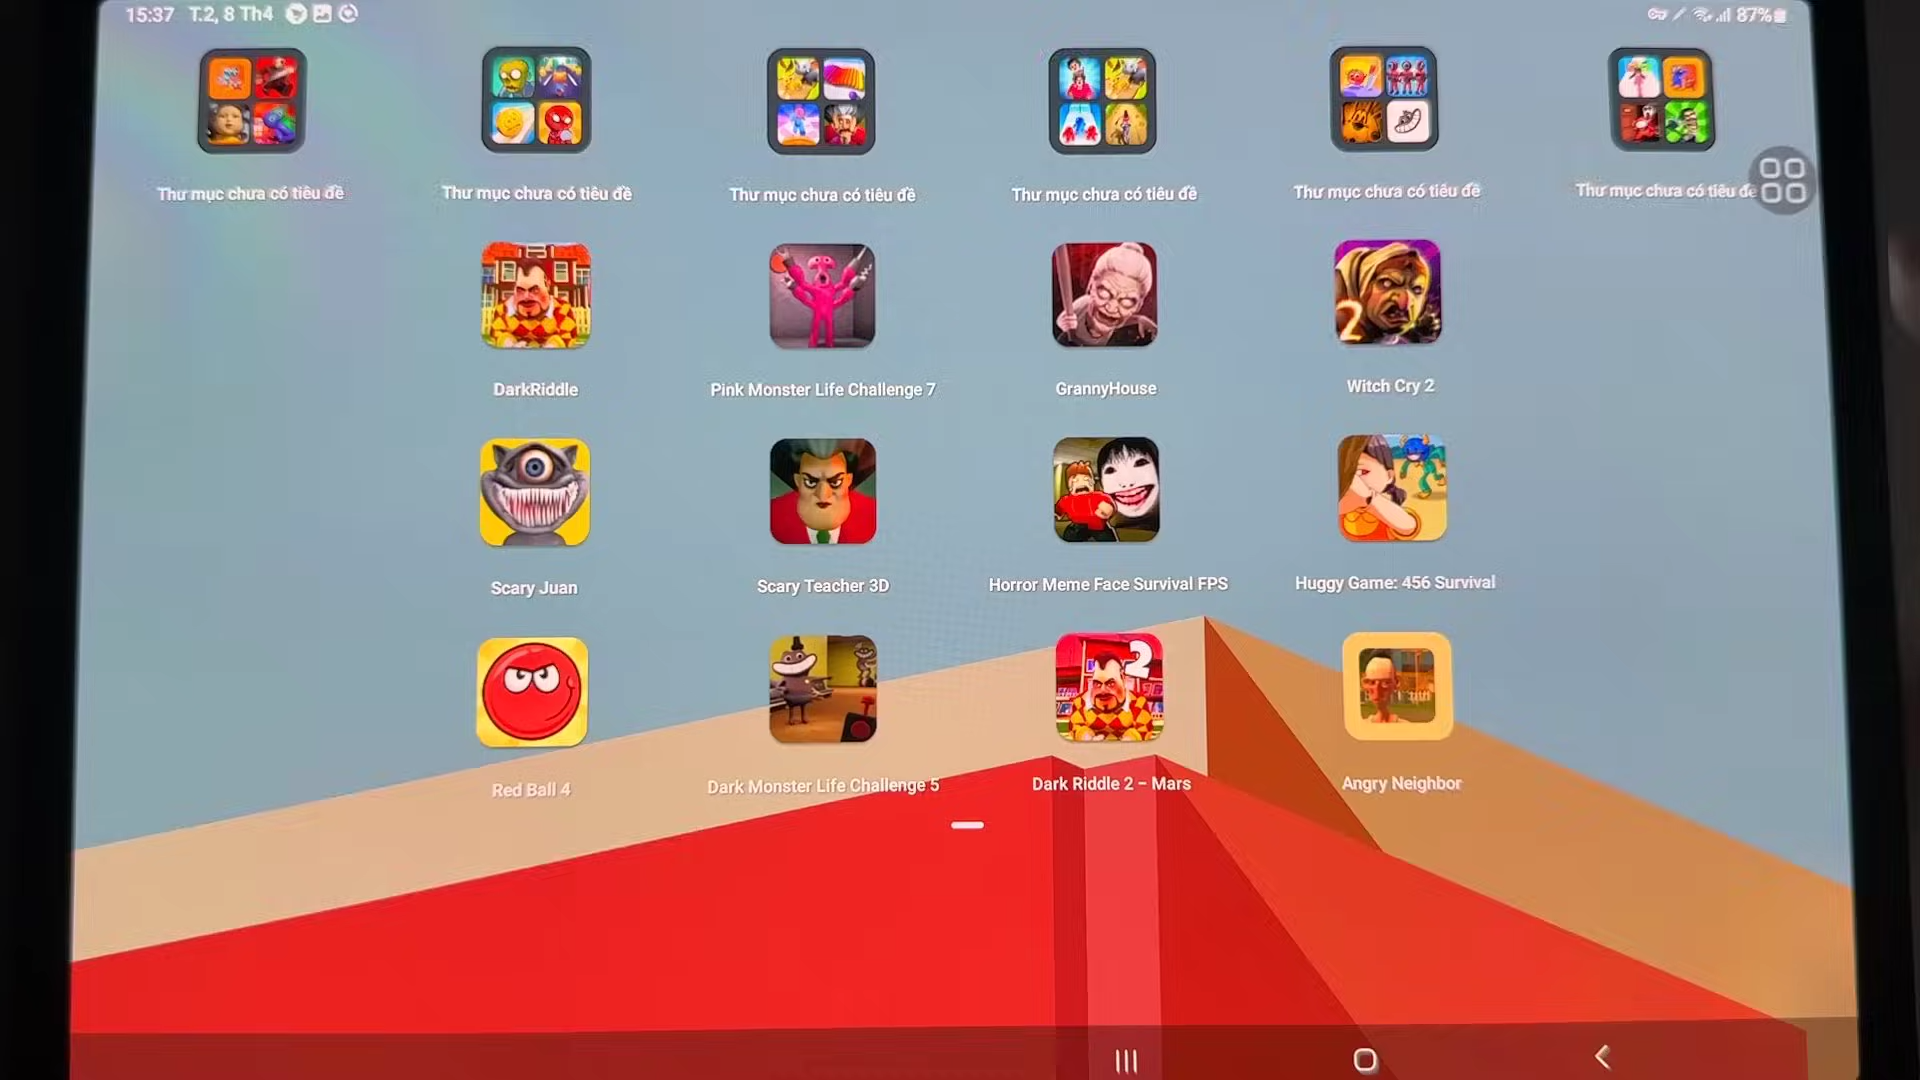 15:37 T.2, 8 Th4
87%
Thư mục chưa có tiêu đề
Thư mục chưa có tiêu đề
Thư mục chưa có tiêu đề
Thư mục chưa có tiêu đề
Thư mục chưa có tiêu đề
Thư mục chưa có tiêu đề
2
DarkRiddle
Pink Monster Life Challenge 7
GrannyHouse
Witch Cry 2
Scary Juan
Scary Teacher 3D
Horror Meme Face Survival FPS
Huggy Game: 456 Survival
2
Red Ball 4
Dark Monster Life Challenge 5
Dark Riddle 2 – Mars
Angry Neighbor